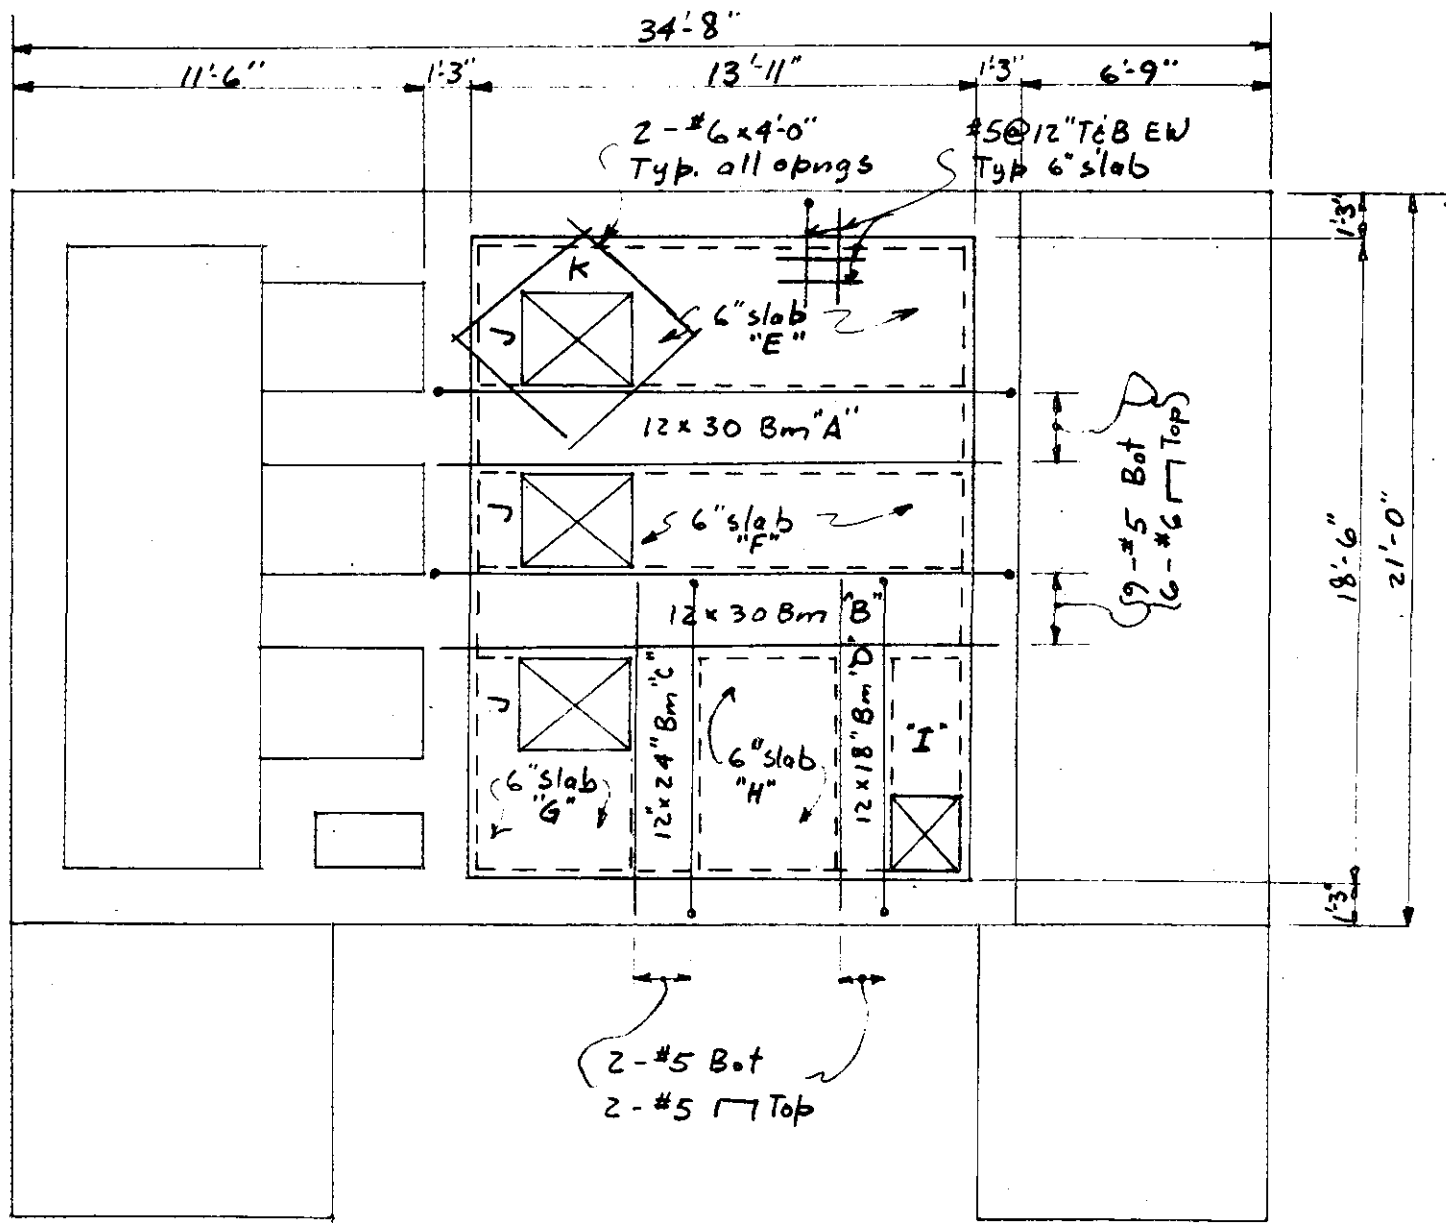 34'-8"
11'-6"
1'-3"
13'-11"
1'-3"
6'-9"
2-#6x4'-0"
Typ. all opngs
#5@12"T&B EW
Typ 6" slab
1'-3"
K
J
6"slab
"E"
12x30 Bm"A"
J
6"slab
"F"
12x30 Bm "B"
J
6"slab
"G"
12"x24" Bm"C"
6"slab
"H"
12x18" Bm"D"
"I"
9-#5 Bot
6-#6 Top
18'-6"
21'-0"
1'-3"
2-#5 Bot
2-#5 Top